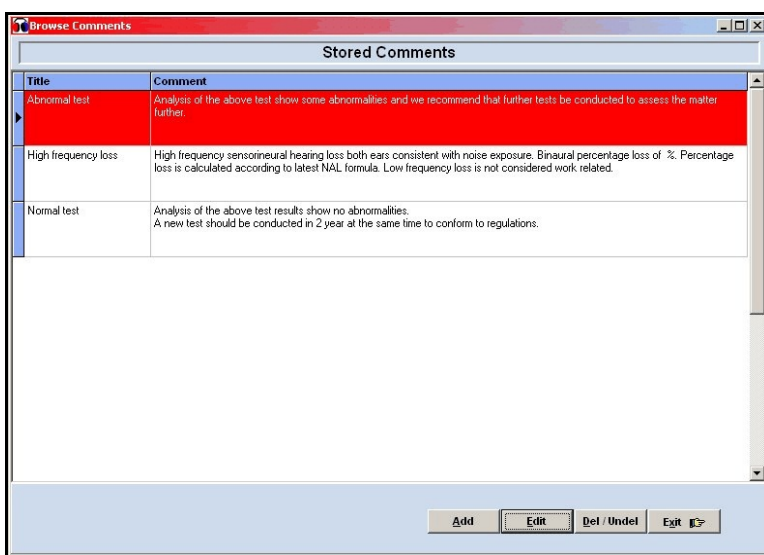 Browse Comments
Stored Comments
Title Comment
Abnormal test Analysis of the above test show some abnormalities and we recommend that further tests be conducted to assess the matter
further.
High frequency loss High frequency sensorineural hearing loss both ears consistent with noise exposure. Binaural percentage loss of %. Percentage
loss is calculated according to latest NAL formula. Low frequency loss is not considered work related.
Normal test Analysis of the above test results show no abnormalities.
A new test should be conducted in 2 year at the same time to conform to regulations.
Add Edit Del / Undel Exit